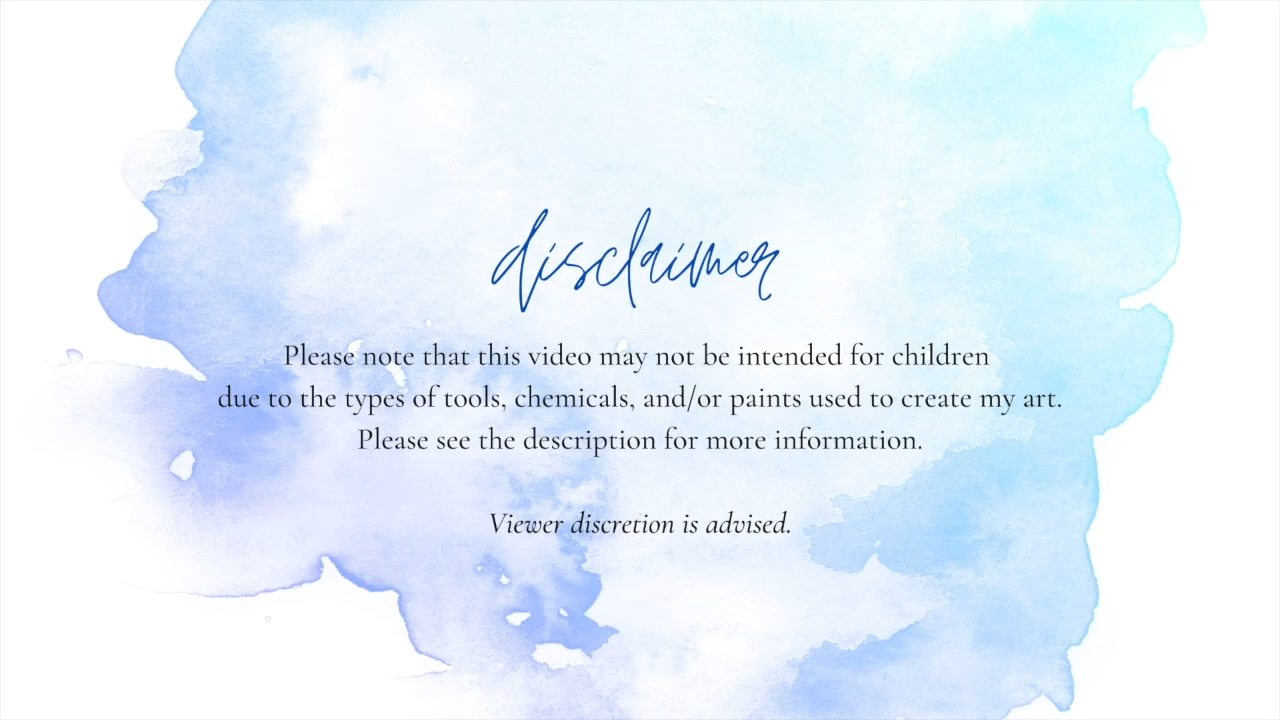 disclaimer
Please note that this video may not be intended for children
due to the types of tools, chemicals, and/or paints used to create my art.
Please see the description for more information.
Viewer discretion is advised.